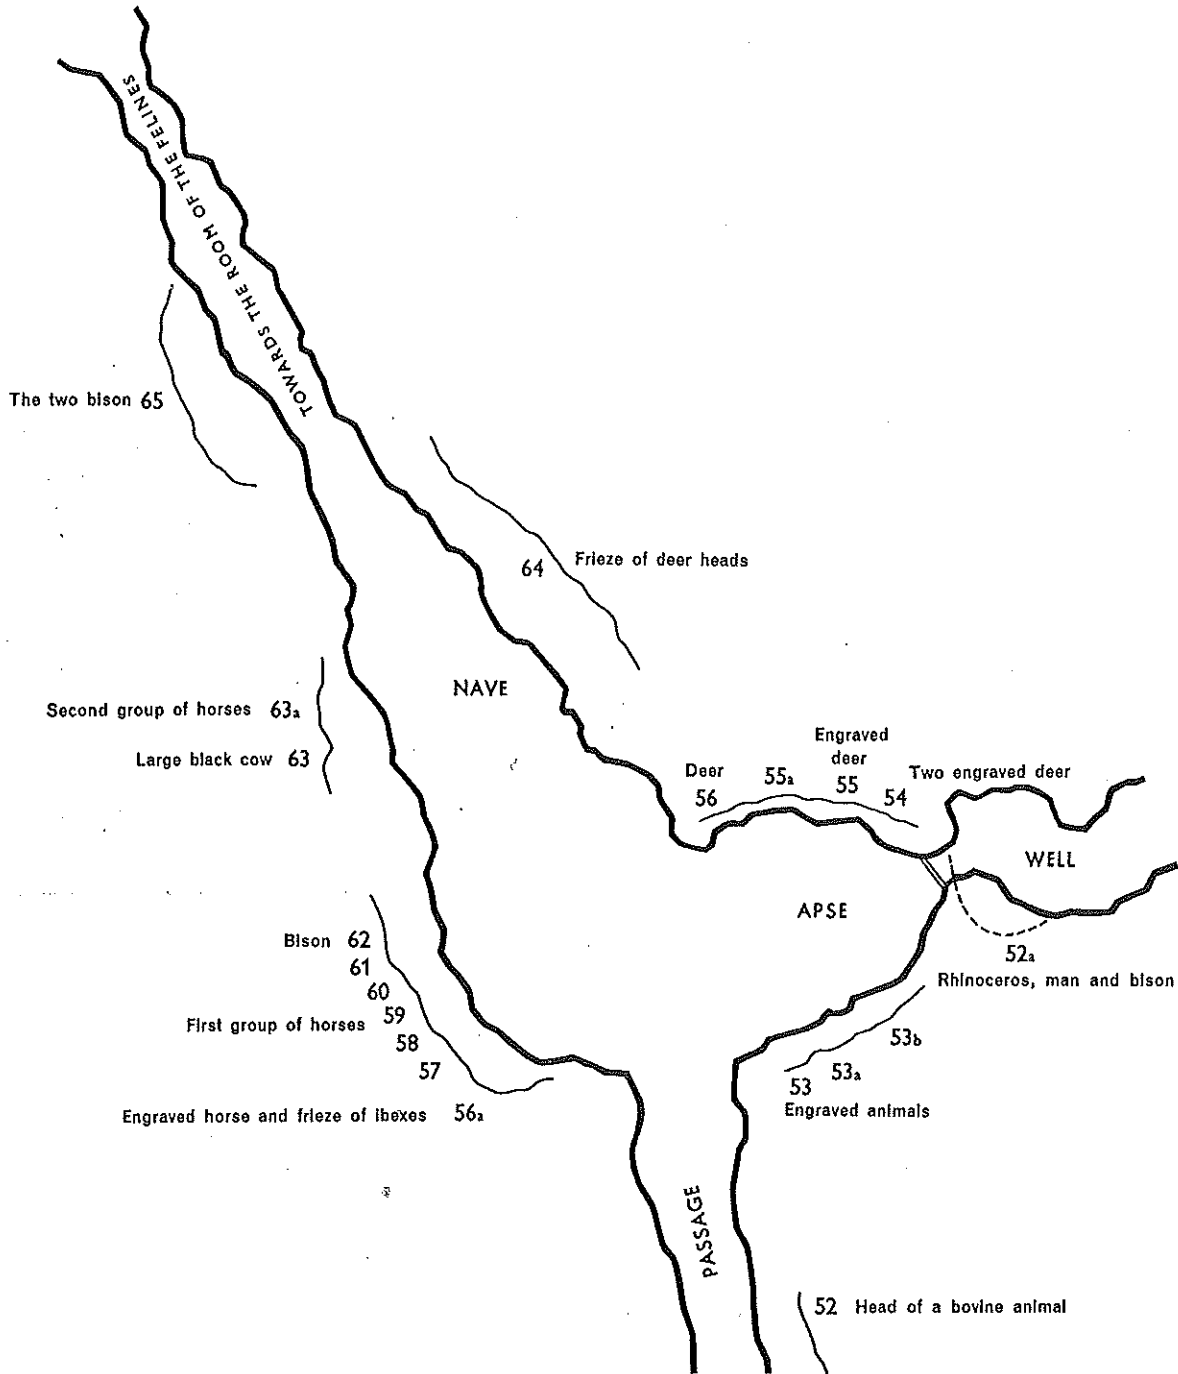 TOWARDS THE ROOM OF THE FELINES
The two bison 65
64 Frieze of deer heads
NAVE
Second group of horses 63a
Large black cow 63
Engraved
deer
Deer
56
55a
55
54
Two engraved deer
WELL
APSE
Bison 62
61
60
59
First group of horses
58
57
Engraved horse and frieze of ibexes 56a
52a
Rhinoceros, man and bison
53b
53a
53
Engraved animals
PASSAGE
52 Head of a bovine animal